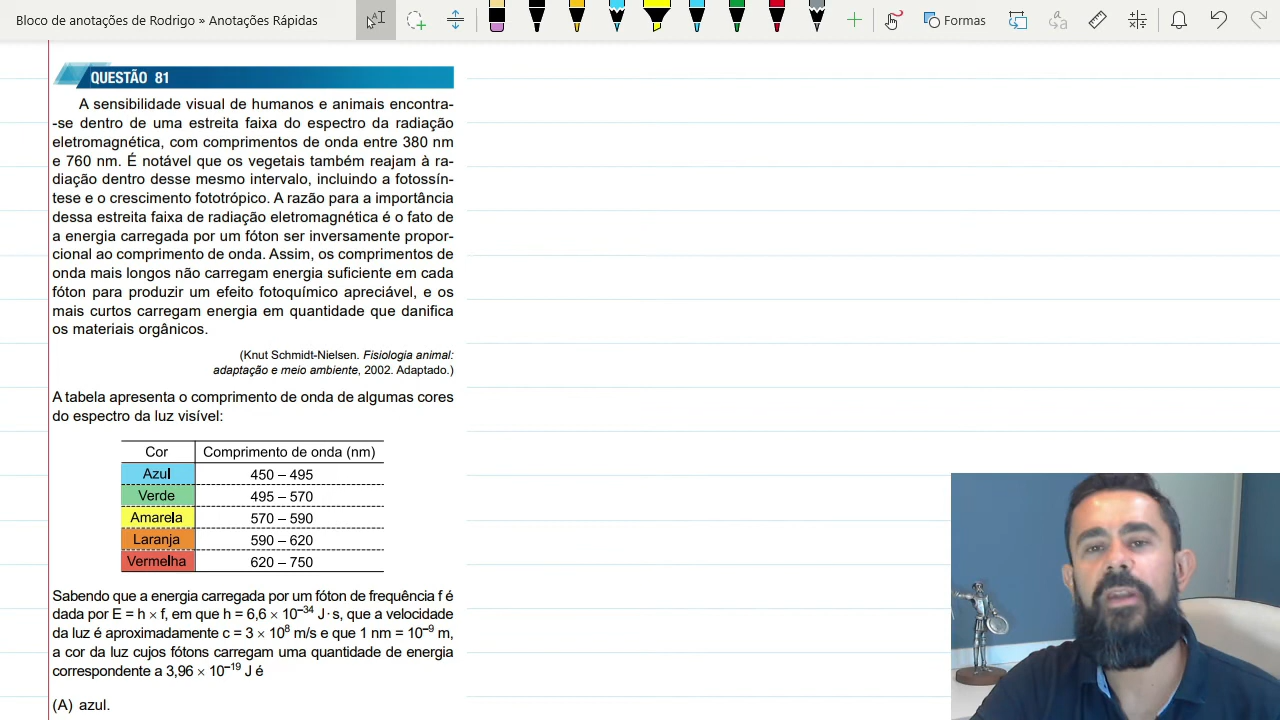 Bloco de anotações de Rodrigo » Anotações Rápidas
Formas
QUESTÃO 81
A sensibilidade visual de humanos e animais encontra-
-se dentro de uma estreita faixa do espectro da radiação
eletromagnética, com comprimentos de onda entre 380 nm
e 760 nm. É notável que os vegetais também reajam à ra-
diação dentro desse mesmo intervalo, incluindo a fotossín-
tese e o crescimento fototrópico. A razão para a importância
dessa estreita faixa de radiação eletromagnética é o fato de
a energia carregada por um fóton ser inversamente propor-
cional ao comprimento de onda. Assim, os comprimentos de
onda mais longos não carregam energia suficiente em cada
fóton para produzir um efeito fotoquímico apreciável, e os
mais curtos carregam energia em quantidade que danifica
os materiais orgânicos.
(Knut Schmidt-Nielsen. Fisiologia animal:
adaptação e meio ambiente, 2002. Adaptado.)
A tabela apresenta o comprimento de onda de algumas cores
do espectro da luz visível:
Cor Comprimento de onda (nm)
Azul 450 – 495
Verde 495 – 570
Amarela 570 – 590
Laranja 590 – 620
Vermelha 620 – 750
Sabendo que a energia carregada por um fóton de frequência f é
dada por E = h × f, em que h = 6,6 × 10⁻³⁴ J·s, que a velocidade
da luz é aproximadamente c = 3 × 10⁸ m/s e que 1 nm = 10⁻⁹ m,
a cor da luz cujos fótons carregam uma quantidade de energia
correspondente a 3,96 × 10⁻¹⁹ J é
(A) azul.